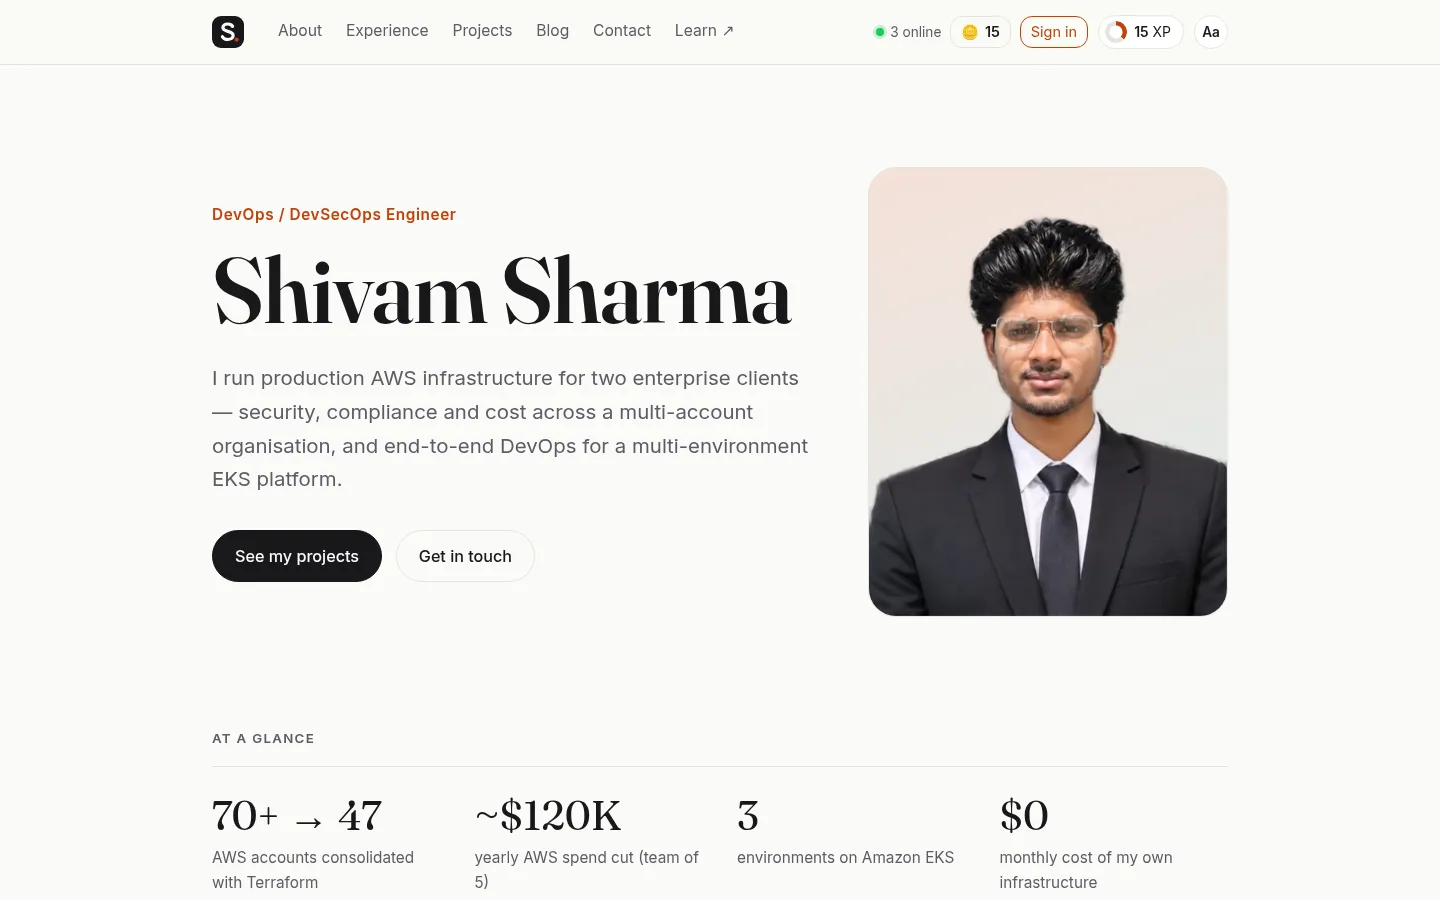 S.
About
Experience
Projects
Blog
Contact
Learn ↗
3 online
15
Sign in
15 XP
Aa
DevOps / DevSecOps Engineer
Shivam Sharma
I run production AWS infrastructure for two enterprise clients
— security, compliance and cost across a multi-account
organisation, and end-to-end DevOps for a multi-environment
EKS platform.
See my projects
Get in touch
AT A GLANCE
70+ → 47
AWS accounts consolidated
with Terraform
~$120K
yearly AWS spend cut (team of
5)
3
environments on Amazon EKS
$0
monthly cost of my own
infrastructure